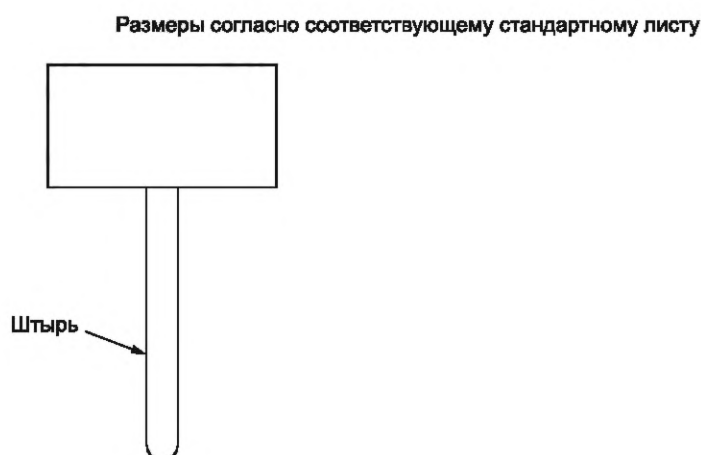 Размеры согласно соответствующему стандартному листу
Штырь